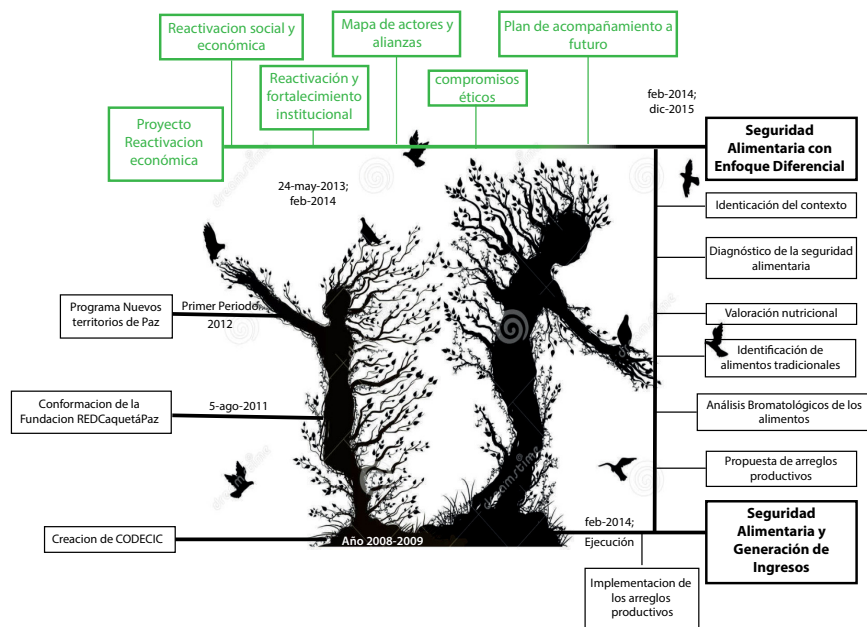 Reactivacion social y
económica
Mapa de actores y
alianzas
Plan de acompañamiento a
futuro
Reactivación y
fortalecimiento
institucional
compromisos
éticos
feb-2014;
dic-2015
Proyecto
Reactivacion
económica
Seguridad
Alimentaria con
Enfoque Diferencial
24-may-2013;
feb-2014
Identicación del contexto
Diagnóstico de la seguridad
alimentaria
Programa Nuevos
territorios de Paz
Primer Periodo
2012
Valoración nutricional
Identificación de
alimentos tradicionales
Conformacion de la
Fundacion REDCaquetáPaz
5-ago-2011
Análisis Bromatológicos de los
alimentos
Propuesta de arreglos
productivos
Creacion de CODECIC
Año 2008-2009
feb-2014;
Ejecución
Seguridad
Alimentaria y
Generación de
Ingresos
Implementacion de
los arreglos
productivos
dreamstime